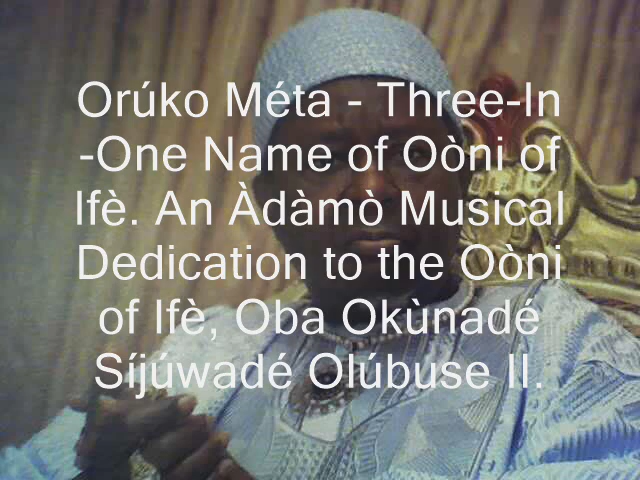 Orúko Méta - Three-In
-One Name of Oòni of
Ifè. An Àdàmò Musical
Dedication to the Oòni
of Ifè, Oba Okùnadé
Síjúwadé Olúbuse II.